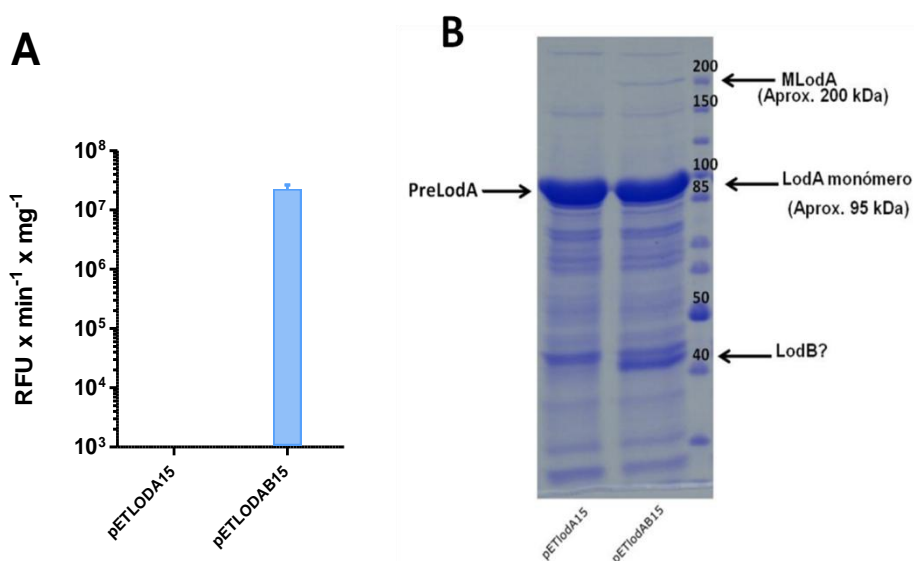 A
RFU x min⁻¹ x mg⁻¹
10⁸
10⁷
10⁶
10⁵
10⁴
10³
pETLODA15
pETLODAB15
B
PreLodA
200
150
100
85
50
40
MLodA
(Aprox. 200 kDa)
LodA monómero
(Aprox. 95 kDa)
LodB?
pETlodA15
pETlodAB15